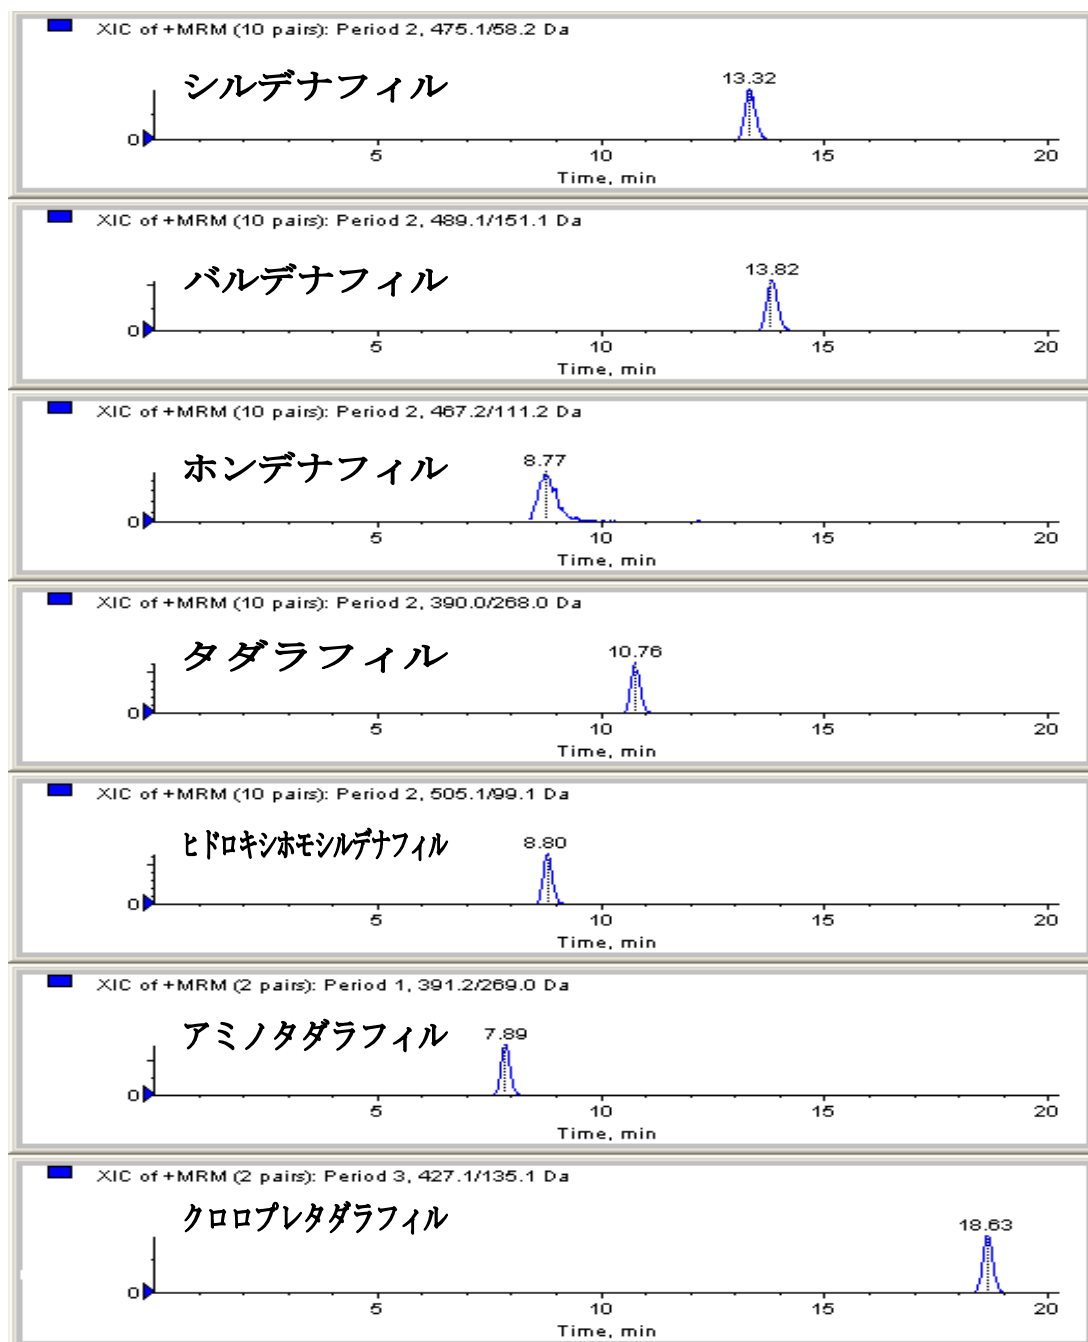 XIC of +MRM (10 pairs): Period 2, 475.1/58.2 Da
シルデナフィル
13.32
0
5 10 15 20
Time, min
XIC of +MRM (10 pairs): Period 2, 489.1/151.1 Da
バルデナフィル
13.82
0
5 10 15 20
Time, min
XIC of +MRM (10 pairs): Period 2, 467.2/111.2 Da
ホンデナフィル
8.77
0
5 10 15 20
Time, min
XIC of +MRM (10 pairs): Period 2, 390.0/268.0 Da
タダラフィル
10.76
0
5 10 15 20
Time, min
XIC of +MRM (10 pairs): Period 2, 505.1/99.1 Da
ヒドロキシホモシルデナフィル
8.80
0
5 10 15 20
Time, min
XIC of +MRM (2 pairs): Period 1, 391.2/269.0 Da
アミノタダラフィル
7.89
0
5 10 15 20
Time, min
XIC of +MRM (2 pairs): Period 3, 427.1/135.1 Da
クロロプレタダラフィル
18.63
0
5 10 15 20
Time, min